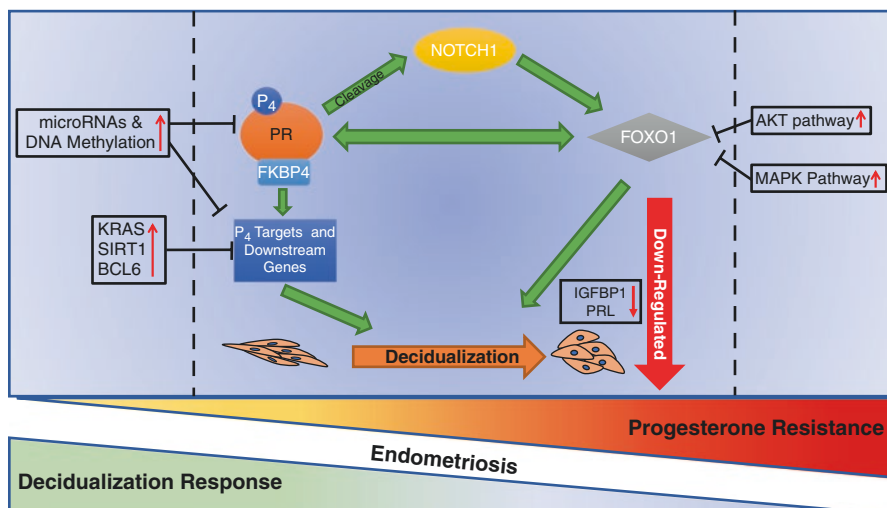 NOTCH1
Cleavage
P4
PR
FKBP4
microRNAs &
DNA Methylation
FOXO1
AKT pathway
MAPK Pathway
KRAS
SIRT1
BCL6
P4 Targets and
Downstream
Genes
IGFBP1
PRL
Down-Regulated
Decidualization
Progesterone Resistance
Endometriosis
Decidualization Response